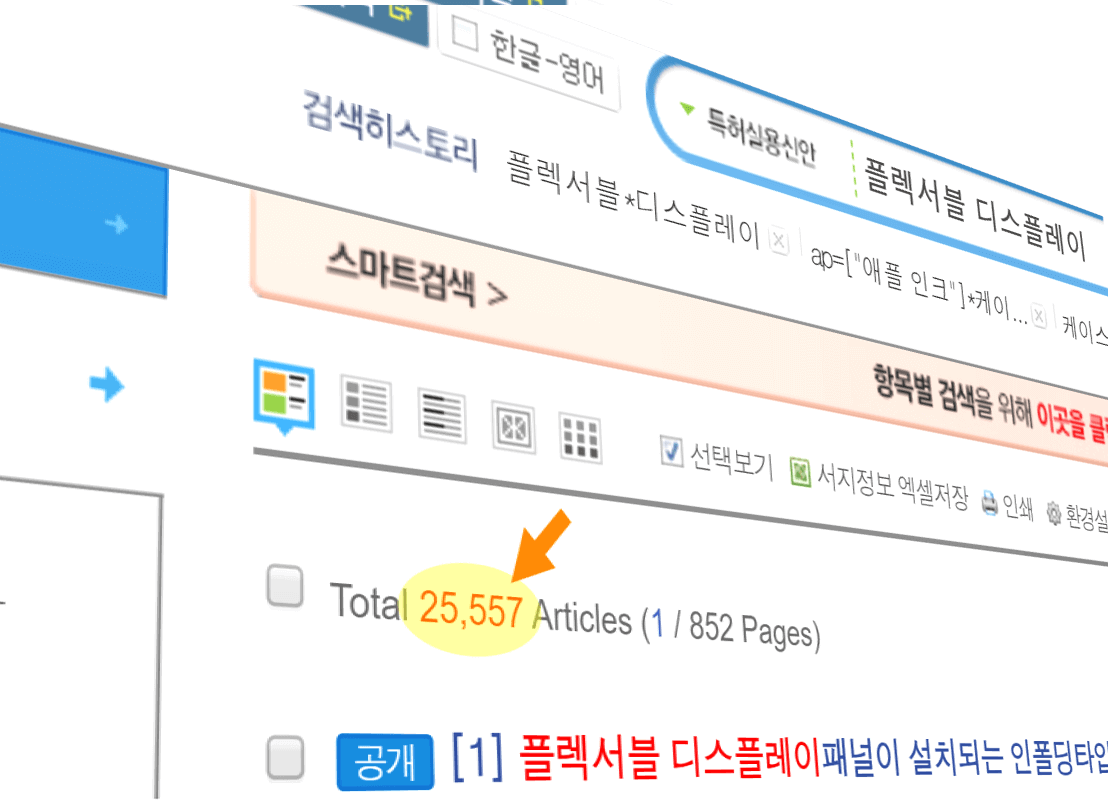 한글-영어
특허실용신안 플렉서블 디스플레이
검색히스토리 플렉서블*디스플레이 ap=["애플 인크"]*케이... 케이스
스마트검색 >
항목별 검색을 위해 이곳을
선택보기 서지정보 엑셀저장 인쇄 환경설
Total 25,557 Articles (1 / 852 Pages)
공개 [1] 플렉서블 디스플레이패널이 설치되는 인폴딩타입